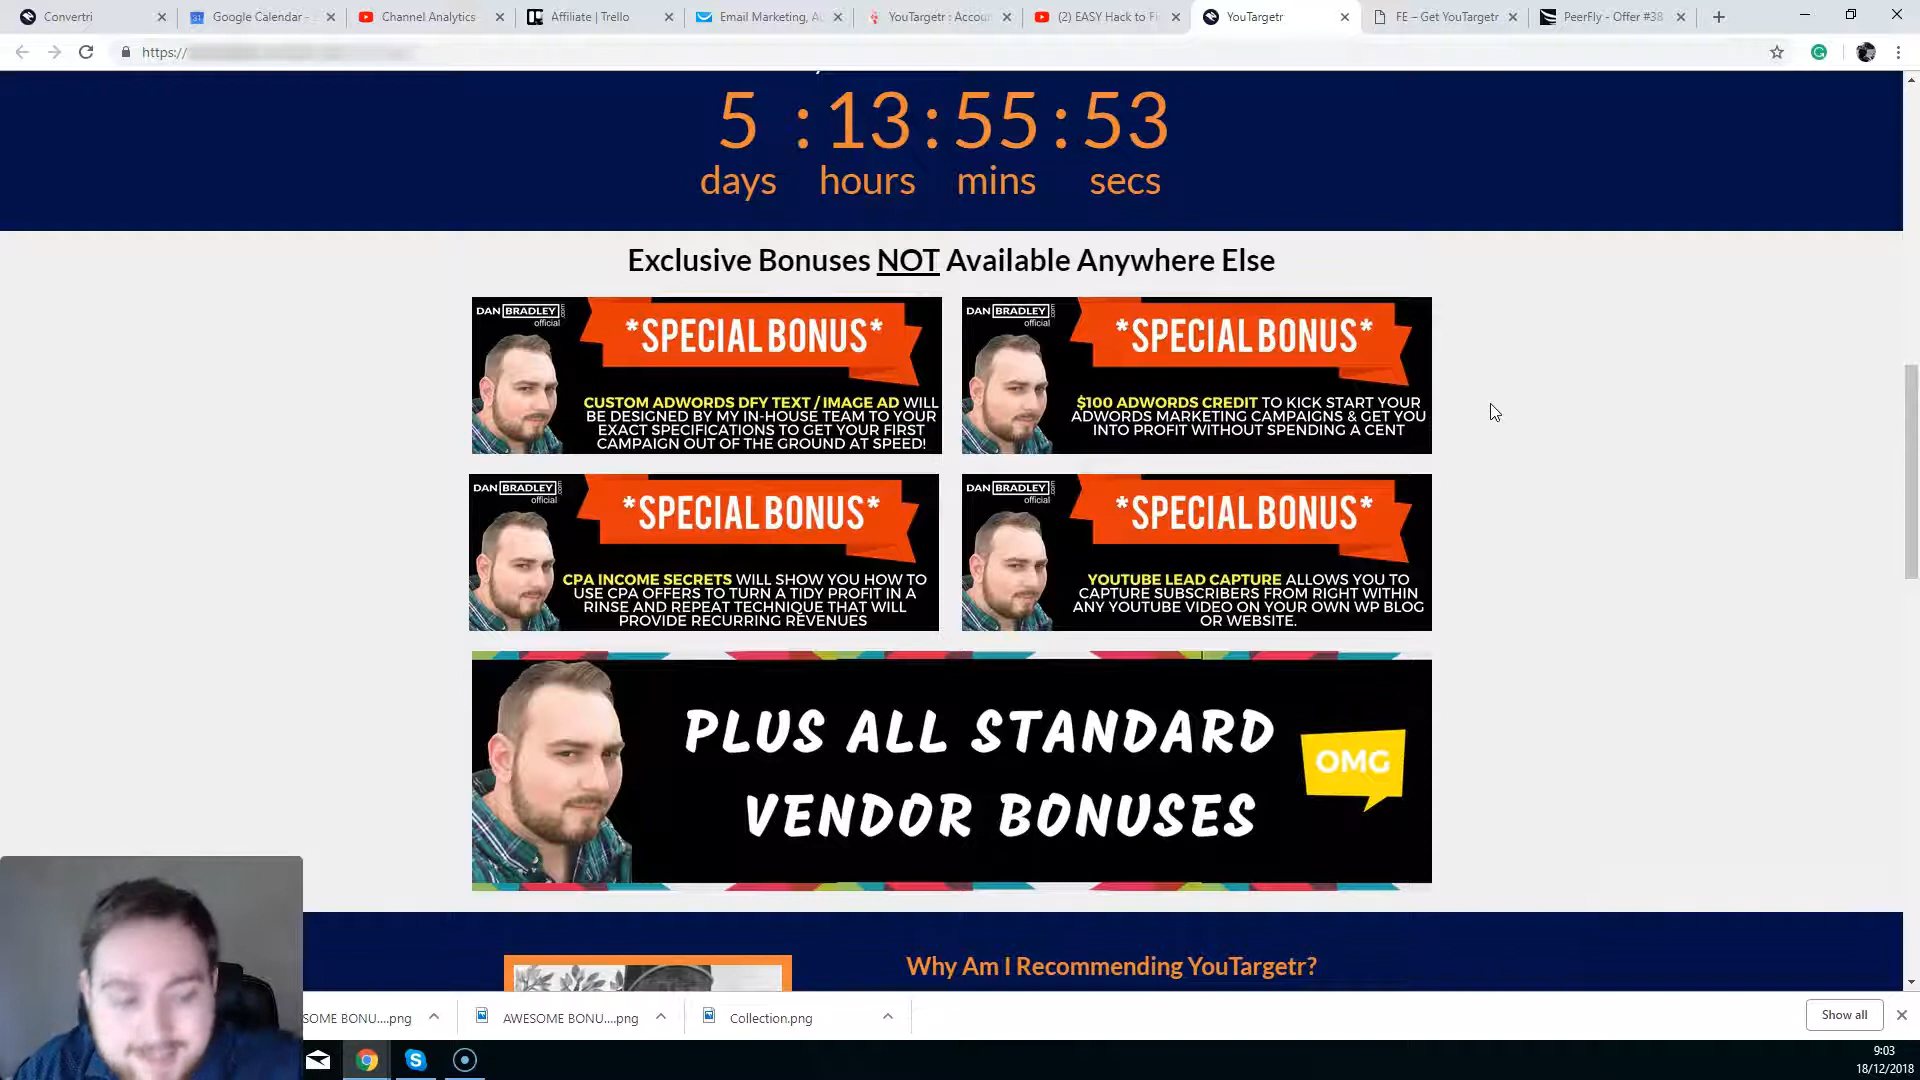 Convertri
Google Calendar -
Channel Analytics
Affiliate | Trello
Email Marketing, A
YouTargetr : Accou
(2) EASY Hack to Fi
YouTargetr
FE – Get YouTargetr
PeerFly - Offer #38
https://
5 : 13 : 55 : 53
days hours mins secs
Exclusive Bonuses NOT Available Anywhere Else
DAN BRADLEY .com
official
*SPECIAL BONUS*
CUSTOM ADWORDS DFY TEXT / IMAGE AD WILL
BE DESIGNED BY MY IN-HOUSE TEAM TO YOUR
EXACT SPECIFICATIONS TO GET YOUR FIRST
CAMPAIGN OUT OF THE GROUND AT SPEED!
DAN BRADLEY .com
official
*SPECIAL BONUS*
$100 ADWORDS CREDIT TO KICK START YOUR
ADWORDS MARKETING CAMPAIGNS & GET YOU
INTO PROFIT WITHOUT SPENDING A CENT
DAN BRADLEY .com
official
*SPECIAL BONUS*
CPA INCOME SECRETS WILL SHOW YOU HOW TO
USE CPA OFFERS TO TURN A TIDY PROFIT IN A
RINSE AND REPEAT TECHNIQUE THAT WILL
PROVIDE RECURRING REVENUES
DAN BRADLEY .com
official
*SPECIAL BONUS*
YOUTUBE LEAD CAPTURE ALLOWS YOU TO
CAPTURE SUBSCRIBERS FROM RIGHT WITHIN
ANY YOUTUBE VIDEO ON YOUR OWN WP BLOG
OR WEBSITE.
PLUS ALL STANDARD
VENDOR BONUSES
OMG
Why Am I Recommending YouTargetr?
SOME BONU....png
AWESOME BONU....png
Collection.png
Show all
9:03
18/12/2018